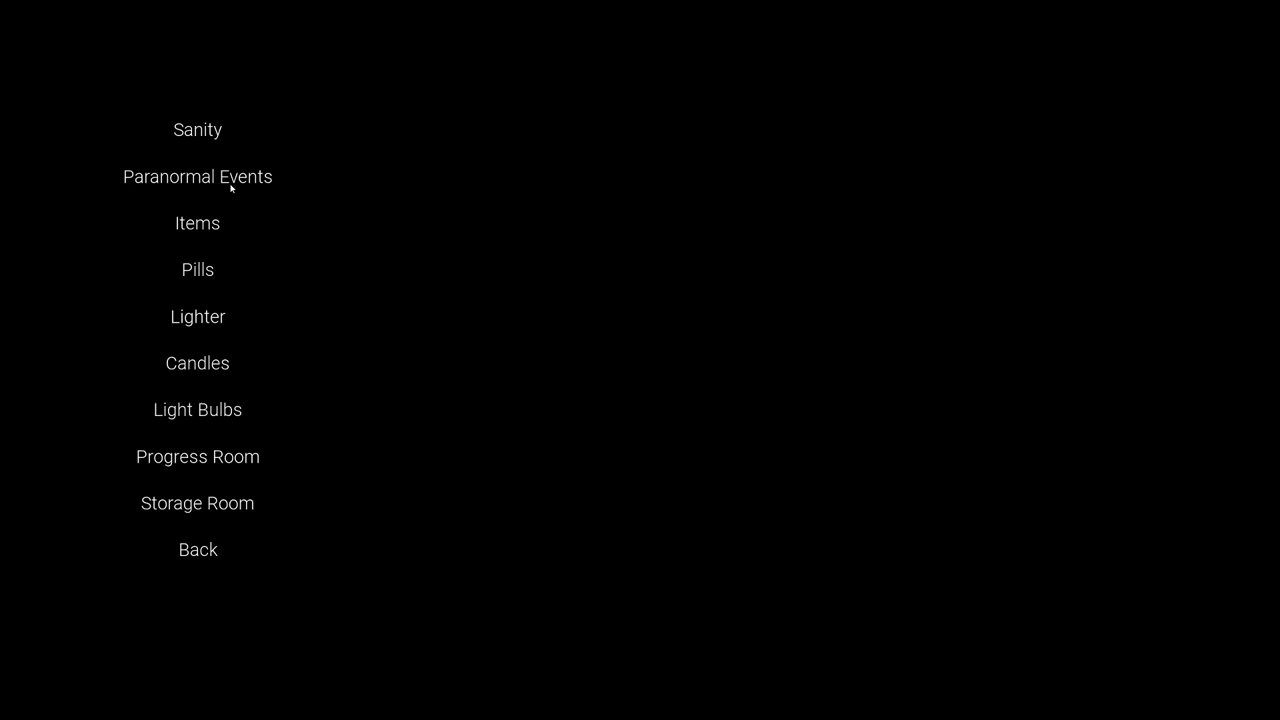 Sanity
Paranormal Events
Items
Pills
Lighter
Candles
Light Bulbs
Progress Room
Storage Room
Back